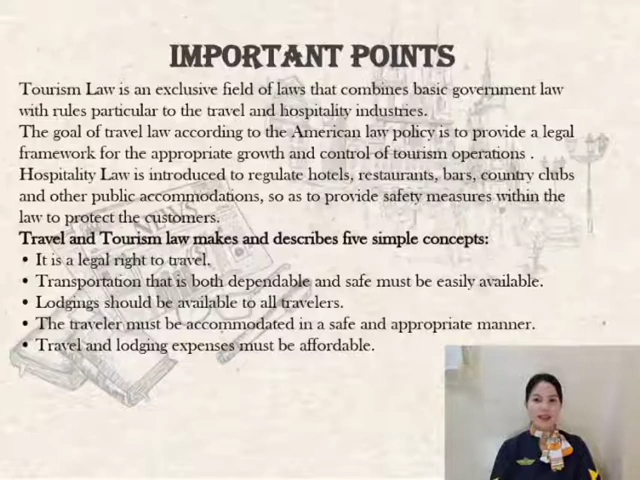 IMPORTANT POINTS
Tourism Law is an exclusive field of laws that combines basic government law
with rules particular to the travel and hospitality industries.
The goal of travel law according to the American law policy is to provide a legal
framework for the appropriate growth and control of tourism operations .
Hospitality Law is introduced to regulate hotels, restaurants, bars, country clubs
and other public accommodations, so as to provide safety measures within the
law to protect the customers.
Travel and Tourism law makes and describes five simple concepts:
• It is a legal right to travel.
• Transportation that is both dependable and safe must be easily available.
• Lodgings should be available to all travelers.
• The traveler must be accommodated in a safe and appropriate manner.
• Travel and lodging expenses must be affordable.
NEWS